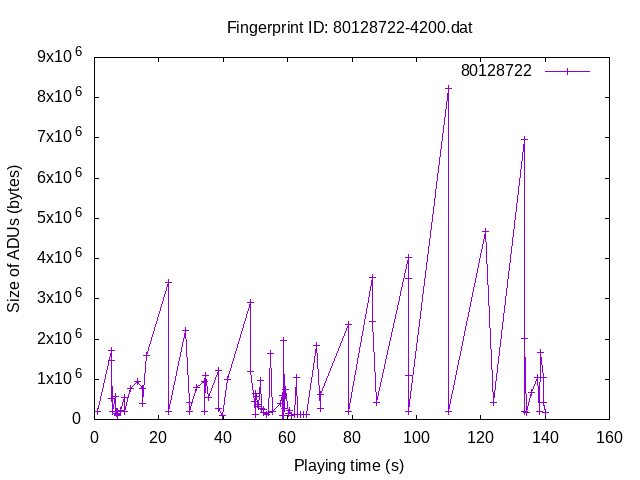 Fingerprint ID: 80128722-4200.dat
9x10^6
80128722
8x10^6
7x10^6
6x10^6
5x10^6
4x10^6
3x10^6
2x10^6
1x10^6
0
Size of ADUs (bytes)
0 20 40 60 80 100 120 140 160
Playing time (s)